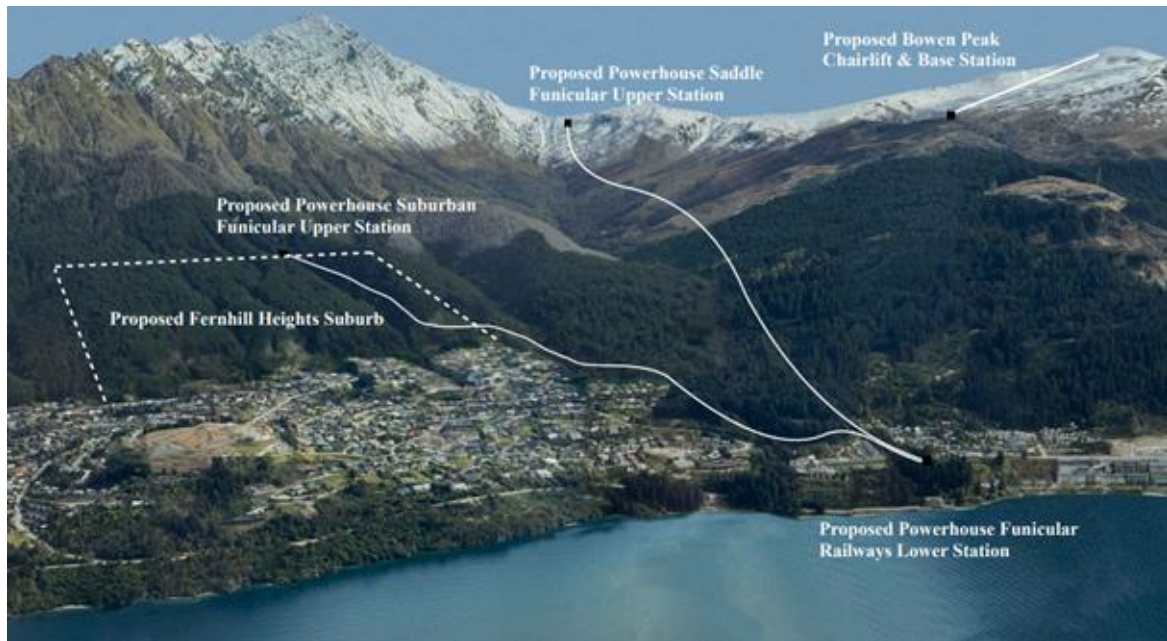 Proposed Bowen Peak
Chairlift & Base Station
Proposed Powerhouse Saddle
Funicular Upper Station
Proposed Powerhouse Suburban
Funicular Upper Station
Proposed Fernhill Heights Suburb
Proposed Powerhouse Funicular
Railways Lower Station